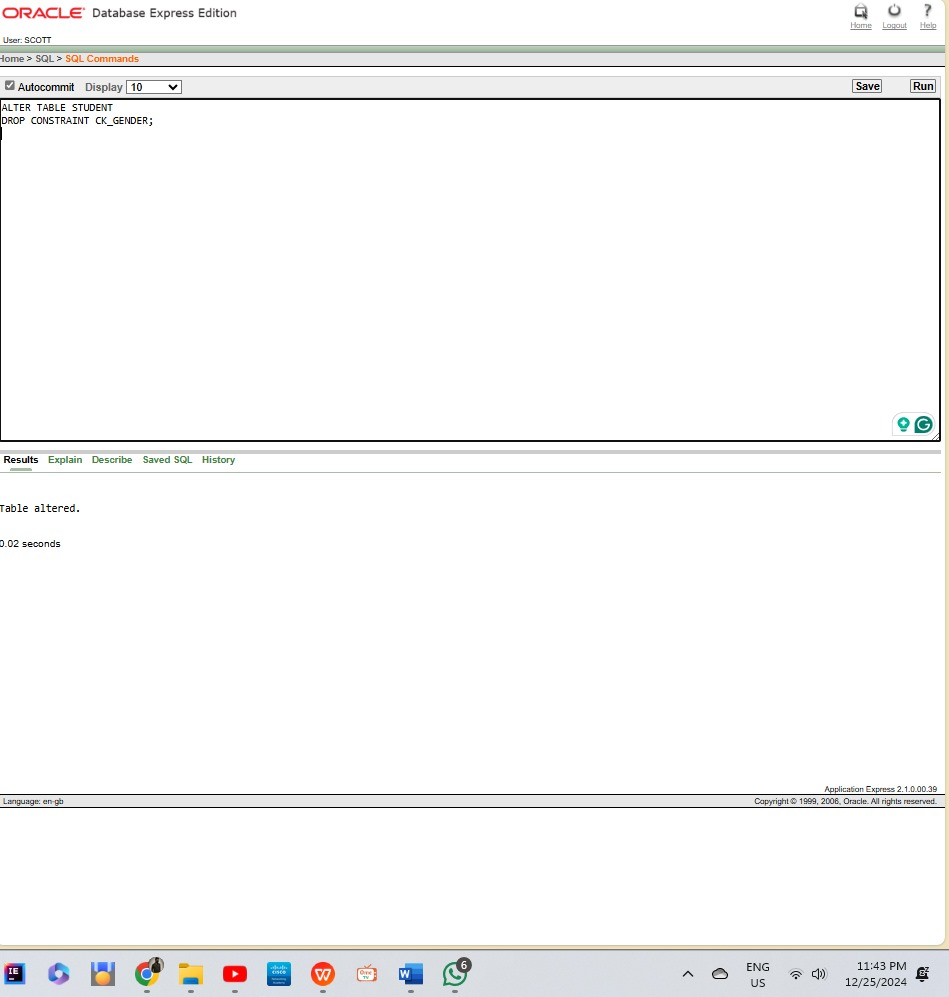 ORACLE Database Express Edition
Home Logout Help
User: SCOTT
Home > SQL > SQL Commands
Autocommit Display 10 Save Run
ALTER TABLE STUDENT
DROP CONSTRAINT CK_GENDER;
Results Explain Describe Saved SQL History
Table altered.
0.02 seconds
Application Express 2.1.0.00.39
Language: en-gb Copyright © 1999, 2006, Oracle. All rights reserved.
6
ENG
US
11:43 PM
12/25/2024